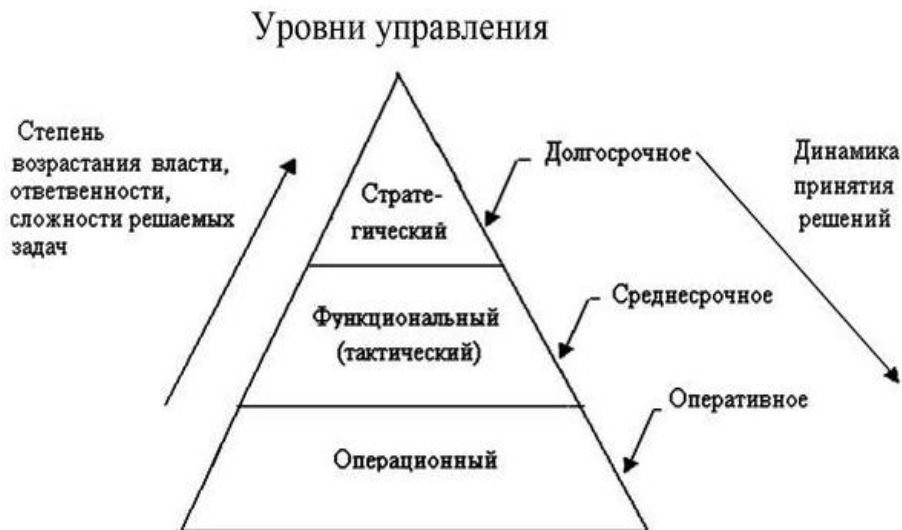 Уровни управления
Степень
возрастания власти,
ответвенности,
сложности решаемых
задач
Страте-
гический
Функциональный
(тактический)
Операционный
Долгосрочное
Среднесрочное
Оперативное
Динамика
принятия
решений